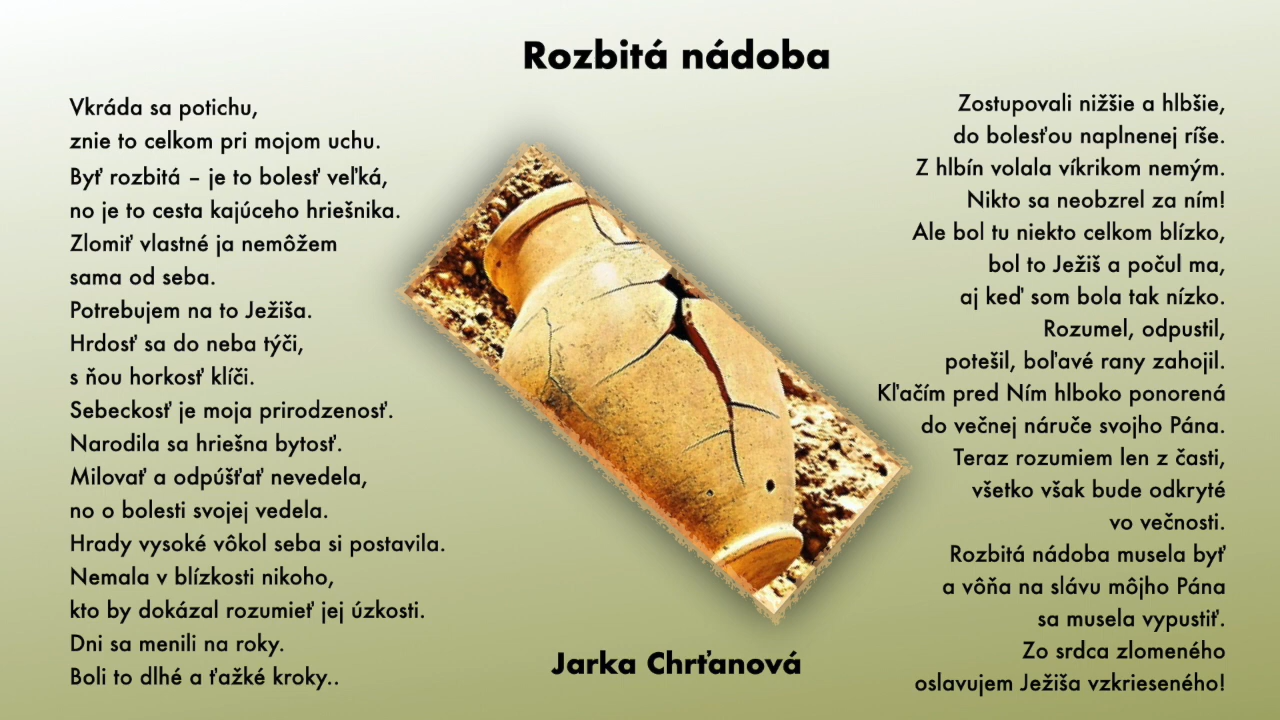 Rozbitá nádoba
Vkráda sa potichu,
znie to celkom pri mojom uchu.
Byť rozbitá – je to bolesť veľká,
no je to cesta kajúceho hriešnika.
Zlomiť vlastné ja nemôžem
sama od seba.
Potrebujem na to Ježiša.
Hrdosť sa do neba týči,
s ňou horkosť klíči.
Sebeckosť je moja prirodzenosť.
Narodila sa hriešna bytosť.
Milovať a odpúšťať nevedela,
no o bolesti svojej vedela.
Hrady vysoké vôkol seba si postavila.
Nemala v blízkosti nikoho,
kto by dokázal rozumieť jej úzkosti.
Dni sa menili na roky.
Boli to dlhé a ťažké kroky..
Zostupovali nižšie a hlbšie,
do bolesťou naplnenej ríše.
Z hlbín volala víkrikom nemým.
Nikto sa neobzrel za ním!
Ale bol tu niekto celkom blízko,
bol to Ježiš a počul ma,
aj keď som bola tak nízko.
Rozumel, odpustil,
potešil, boľavé rany zahojil.
Kľačím pred Ním hlboko ponorená
do večnej náruče svojho Pána.
Teraz rozumiem len z časti,
všetko však bude odkryté
vo večnosti.
Rozbitá nádoba musela byť
a vôňa na slávu môjho Pána
sa musela vypustiť.
Zo srdca zlomeného
oslavujem Ježiša vzkrieseného!
Jarka Chrťanová